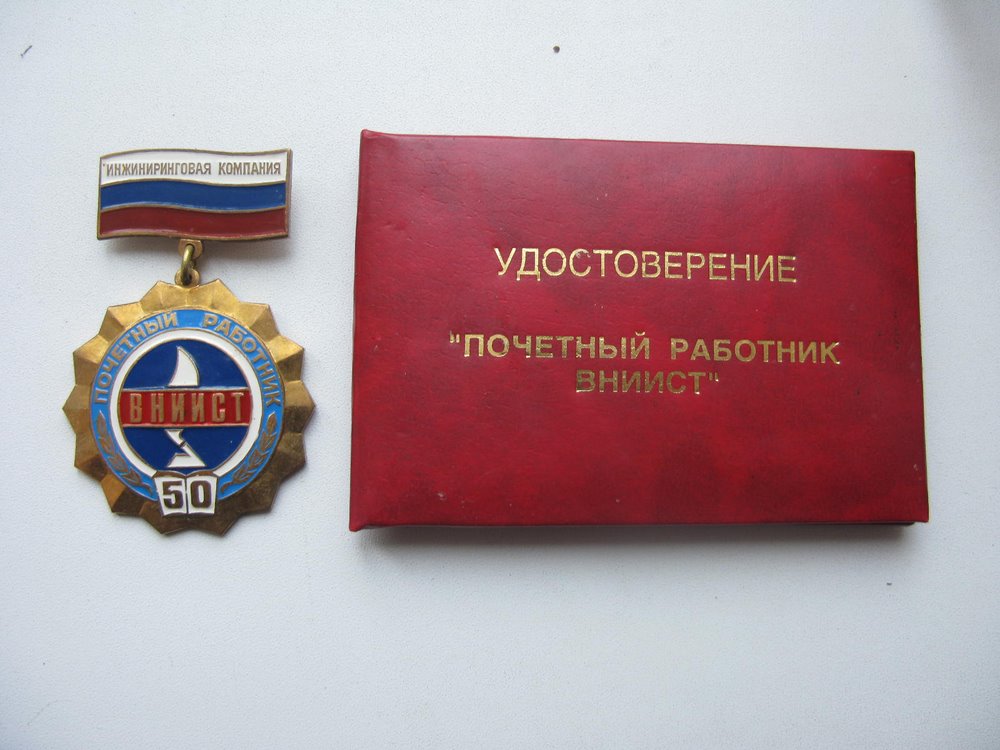 ИНЖИНИРИНГОВАЯ КОМПАНИЯ
ПОЧЕТНЫЙ РАБОТНИК
ВНИИСТ
50
УДОСТОВЕРЕНИЕ
"ПОЧЕТНЫЙ РАБОТНИК
ВНИИСТ"